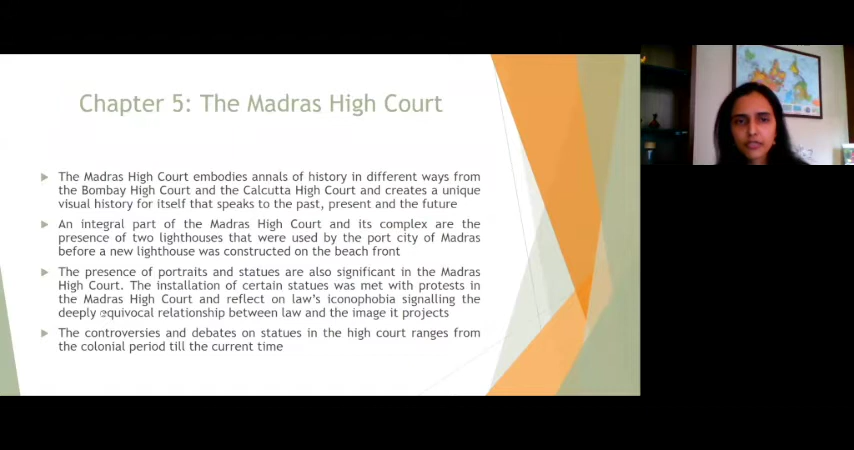 Chapter 5: The Madras High Court
The Madras High Court embodies annals of history in different ways from
the Bombay High Court and the Calcutta High Court and creates a unique
visual history for itself that speaks to the past, present and the future
An integral part of the Madras High Court and its complex are the
presence of two lighthouses that were used by the port city of Madras
before a new lighthouse was constructed on the beach front
The presence of portraits and statues are also significant in the Madras
High Court. The installation of certain statues was met with protests in
the Madras High Court and reflect on law's iconophobia signalling the
deeply equivocal relationship between law and the image it projects
The controversies and debates on statues in the high court ranges from
the colonial period till the current time